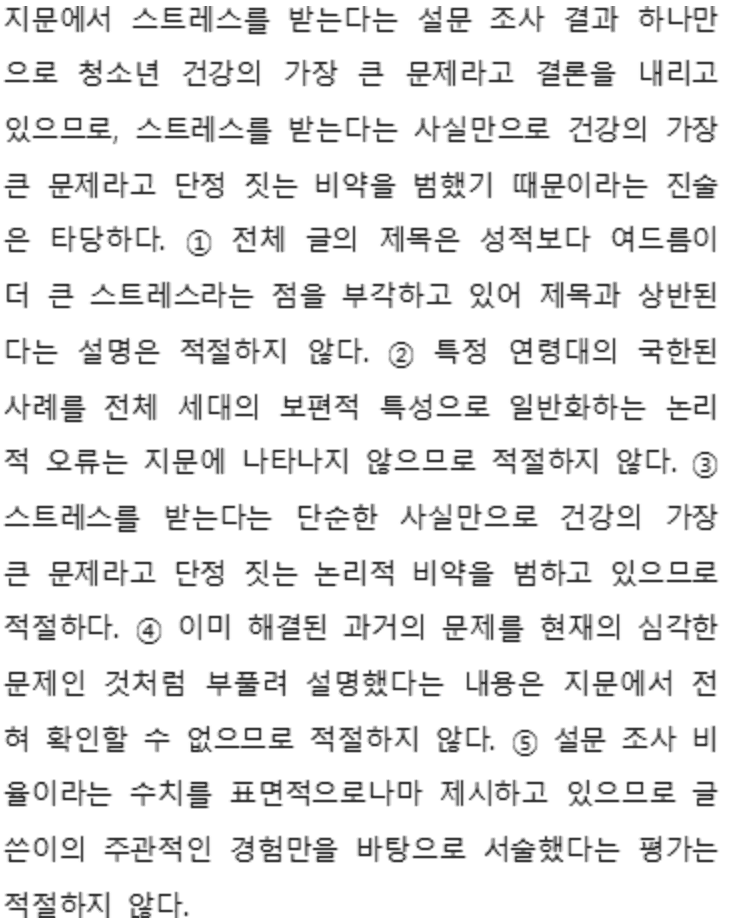 지문에서 스트레스를 받는다는 설문 조사 결과 하나만
으로 청소년 건강의 가장 큰 문제라고 결론을 내리고
있으므로, 스트레스를 받는다는 사실만으로 건강의 가장
큰 문제라고 단정 짓는 비약을 범했기 때문이라는 진술
은 타당하다. ① 전체 글의 제목은 성적보다 여드름이
더 큰 스트레스라는 점을 부각하고 있어 제목과 상반된
다는 설명은 적절하지 않다. ② 특정 연령대의 국한된
사례를 전체 세대의 보편적 특성으로 일반화하는 논리
적 오류는 지문에 나타나지 않으므로 적절하지 않다. ③
스트레스를 받는다는 단순한 사실만으로 건강의 가장
큰 문제라고 단정 짓는 논리적 비약을 범하고 있으므로
적절하다. ④ 이미 해결된 과거의 문제를 현재의 심각한
문제인 것처럼 부풀려 설명했다는 내용은 지문에서 전
혀 확인할 수 없으므로 적절하지 않다. ⑤ 설문 조사 비
율이라는 수치를 표면적으로나마 제시하고 있으므로 글
쓴이의 주관적인 경험만을 바탕으로 서술했다는 평가는
적절하지 않다.